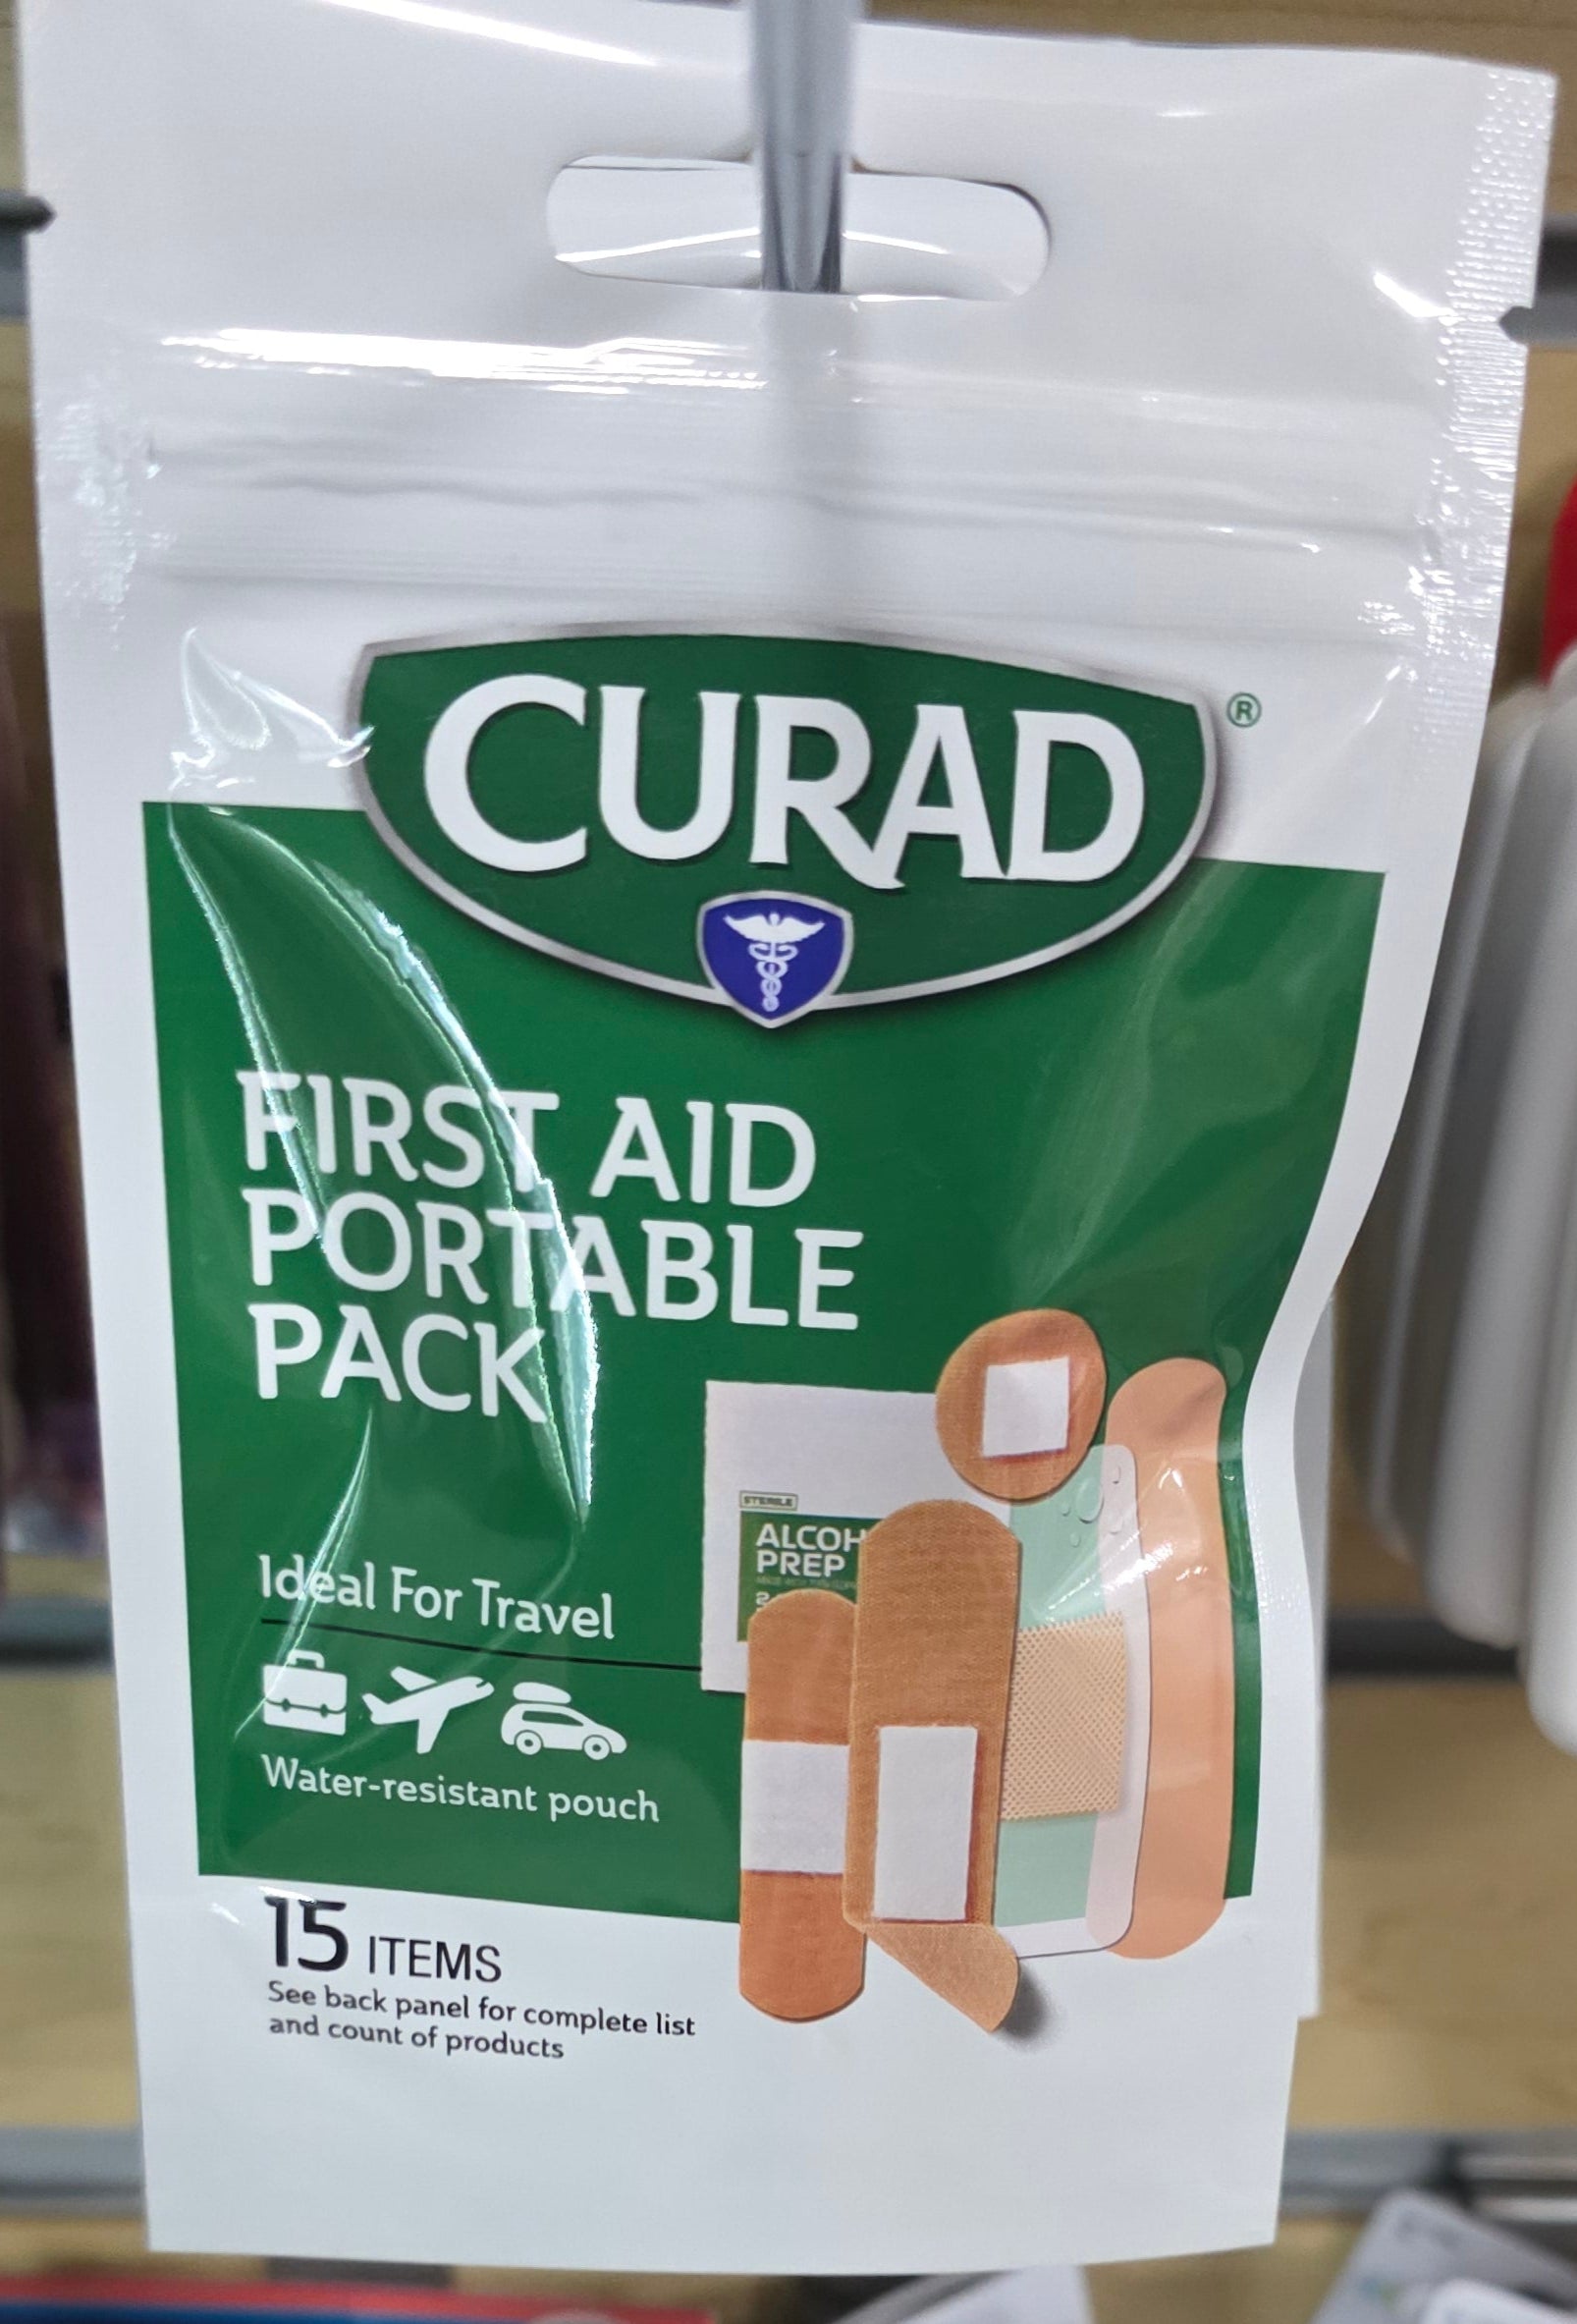 CURAD
®
FIRST AID
PORTABLE
PACK
STERILE
ALCOH
PREP
Ideal For Travel
Water-resistant pouch
15 ITEMS
See back panel for complete list
and count of products